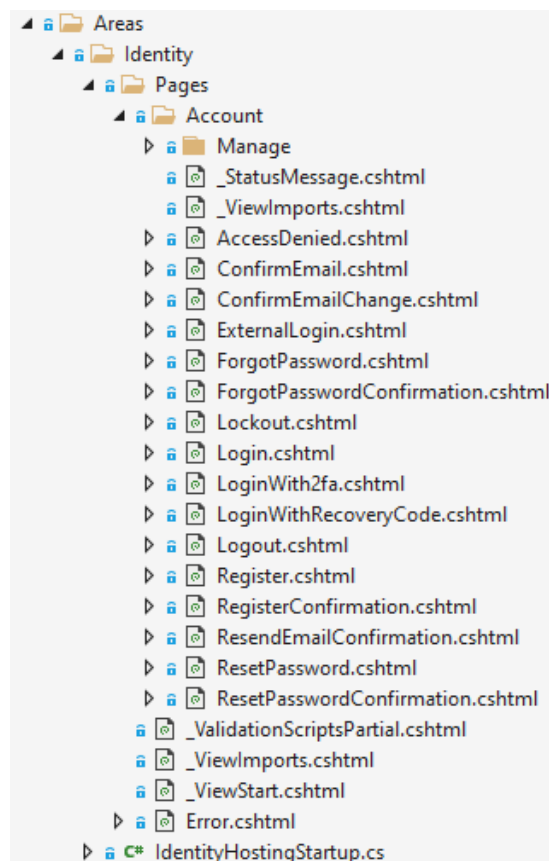 Areas
Identity
Pages
Account
Manage
_StatusMessage.cshtml
_ViewImports.cshtml
AccessDenied.cshtml
ConfirmEmail.cshtml
ConfirmEmailChange.cshtml
ExternalLogin.cshtml
ForgotPassword.cshtml
ForgotPasswordConfirmation.cshtml
Lockout.cshtml
Login.cshtml
LoginWith2fa.cshtml
LoginWithRecoveryCode.cshtml
Logout.cshtml
Register.cshtml
RegisterConfirmation.cshtml
ResendEmailConfirmation.cshtml
ResetPassword.cshtml
ResetPasswordConfirmation.cshtml
_ValidationScriptsPartial.cshtml
_ViewImports.cshtml
_ViewStart.cshtml
Error.cshtml
C# IdentityHostingStartup.cs